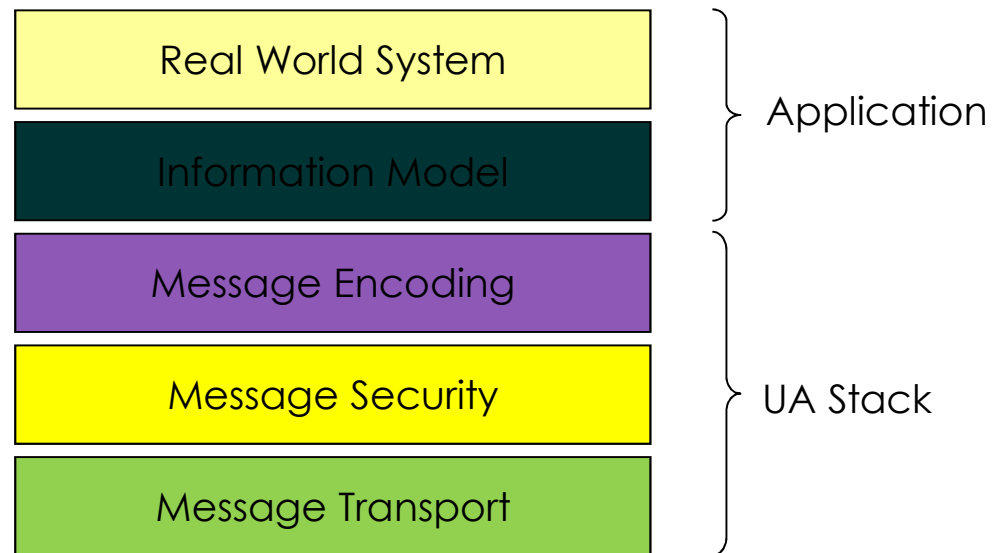 Real World System
Application
Information Model
Message Encoding
Message Security
UA Stack
Message Transport